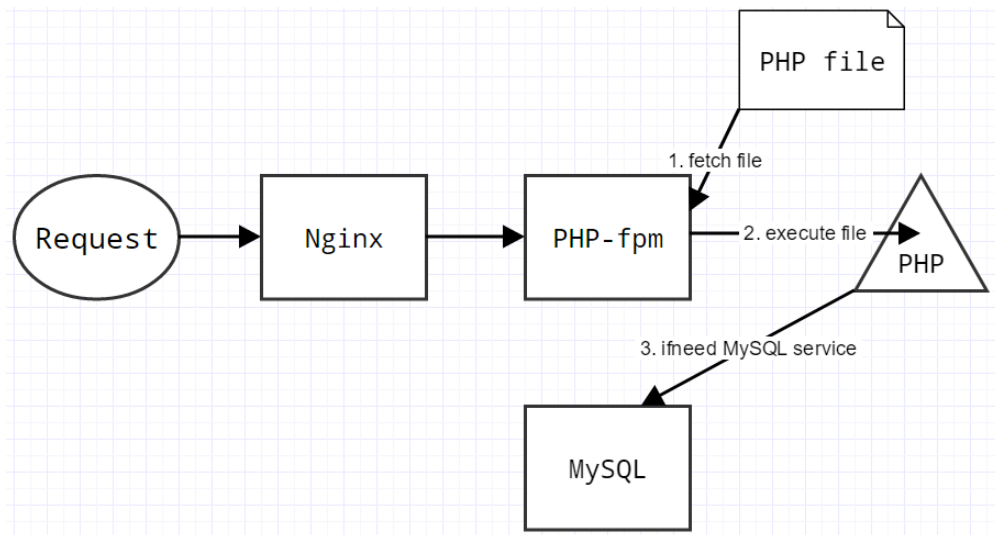 PHP file
1. fetch file
Request
Nginx
PHP-fpm
2. execute file
PHP
3. ifneed MySQL service
MySQL